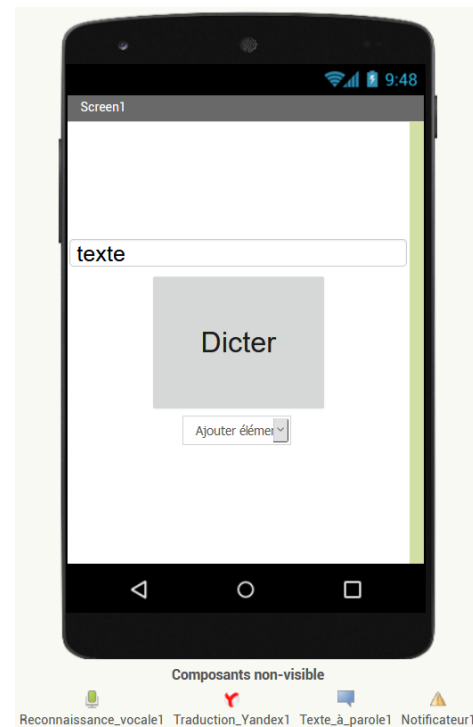 9:48
Screen1
texte
Dicter
Ajouter élémer
Composants non-visible
Reconnaissance_vocale1 Traduction_Yandex1 Texte_à_parole1 Notificateur1